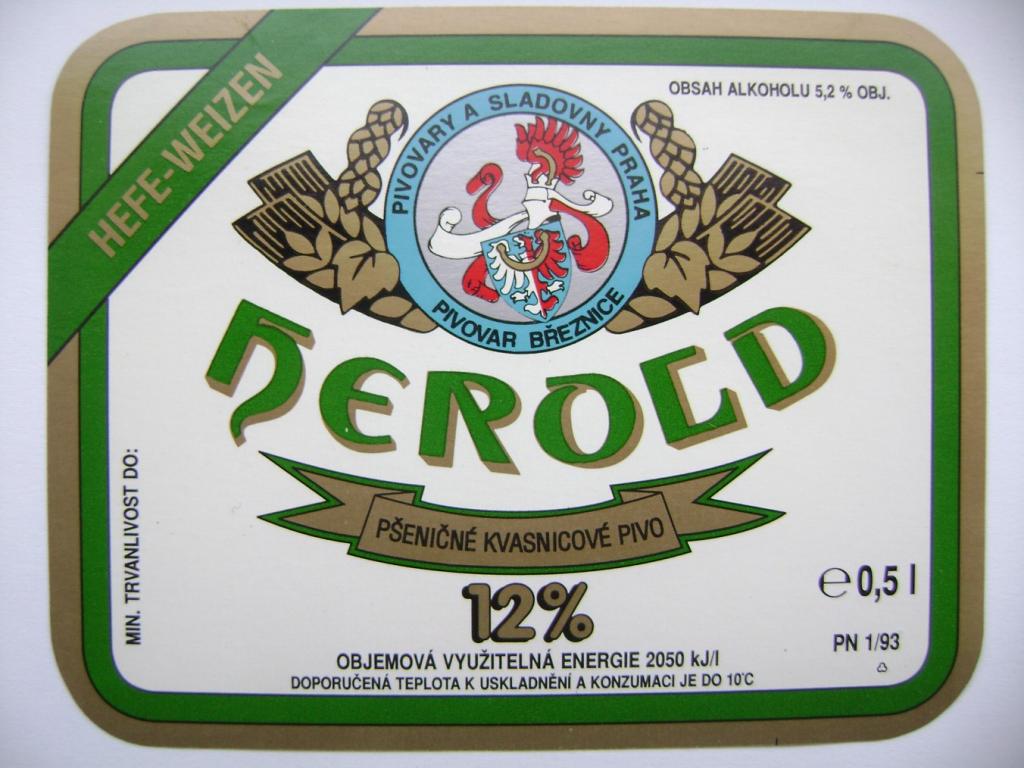 HEFE-WEIZEN
OBSAH ALKOHOLU 5,2 % OBJ.
PIVOVARY A SLADOVNY PRAHA
PIVOVAR BŘEZNICE
HEROLD
PŠENIČNÉ KVASNICOVÉ PIVO
12%
MIN. TRVANLIVOST DO:
℮ 0,5 l
PN 1/93
OBJEMOVÁ VYUŽITELNÁ ENERGIE 2050 kJ/l
DOPORUČENÁ TEPLOTA K USKLADNĚNÍ A KONZUMACI JE DO 10°C